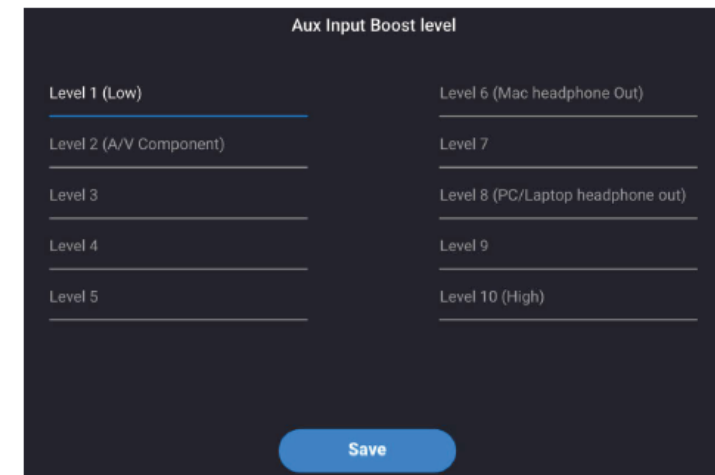 Aux Input Boost level
Level 1 (Low)
Level 2 (A/V Component)
Level 3
Level 4
Level 5
Level 6 (Mac headphone Out)
Level 7
Level 8 (PC/Laptop headphone out)
Level 9
Level 10 (High)
Save